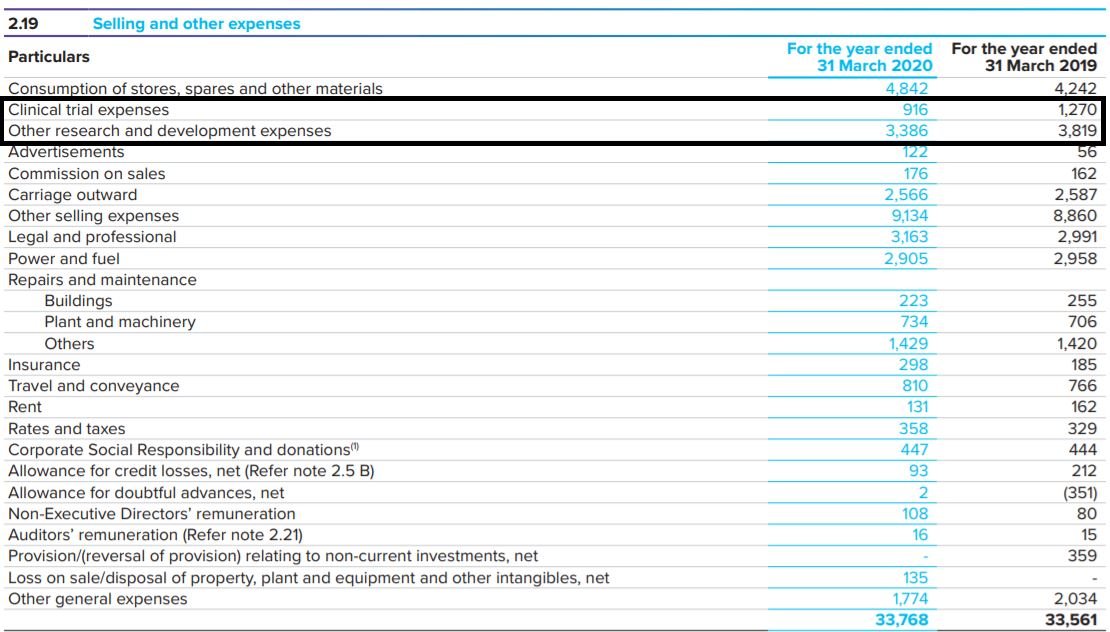 2.19 Selling and other expenses
Particulars For the year ended 31 March 2020 For the year ended 31 March 2019
Consumption of stores, spares and other materials 4,842 4,242
Clinical trial expenses 916 1,270
Other research and development expenses 3,386 3,819
Advertisements 122 56
Commission on sales 176 162
Carriage outward 2,566 2,587
Other selling expenses 9,134 8,860
Legal and professional 3,163 2,991
Power and fuel 2,905 2,958
Repairs and maintenance
Buildings 223 255
Plant and machinery 734 706
Others 1,429 1,420
Insurance 298 185
Travel and conveyance 810 766
Rent 131 162
Rates and taxes 358 329
Corporate Social Responsibility and donations(1) 447 444
Allowance for credit losses, net (Refer note 2.5 B) 93 212
Allowance for doubtful advances, net 2 (351)
Non-Executive Directors’ remuneration 108 80
Auditors’ remuneration (Refer note 2.21) 16 15
Provision/(reversal of provision) relating to non-current investments, net - 359
Loss on sale/disposal of property, plant and equipment and other intangibles, net 135 -
Other general expenses 1,774 2,034
33,768 33,561